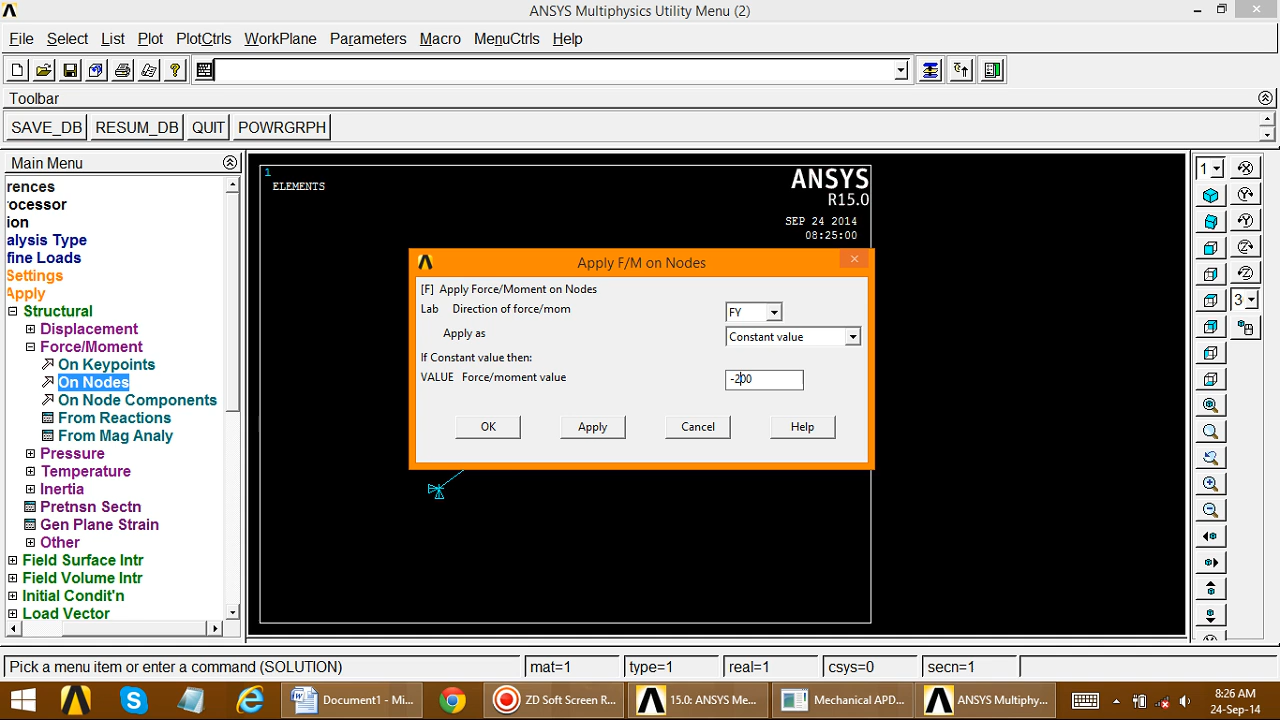 ANSYS Multiphysics Utility Menu (2)
File Select List Plot PlotCtrls WorkPlane Parameters Macro MenuCtrls Help
Toolbar
SAVE_DB RESUM_DB QUIT POWRGRPH
Main Menu
rences
ocessor
ion
alysis Type
fine Loads
Settings
Apply
Structural
Displacement
Force/Moment
On Keypoints
On Nodes
On Node Components
From Reactions
From Mag Analy
Pressure
Temperature
Inertia
Pretnsn Sectn
Gen Plane Strain
Other
Field Surface Intr
Field Volume Intr
Initial Condit'n
Load Vector
1
ELEMENTS
ANSYS
R15.0
SEP 24 2014
08:25:00
Apply F/M on Nodes
[F] Apply Force/Moment on Nodes
Lab Direction of force/mom FY
Apply as Constant value
If Constant value then:
VALUE Force/moment value -200
OK Apply Cancel Help
1
3
Pick a menu item or enter a command (SOLUTION) mat=1 type=1 real=1 csys=0 secn=1
Document1 - Mi... ZD Soft Screen R... 15.0: ANSYS Me... Mechanical APD... ANSYS Multiphy...
8:26 AM
24-Sep-14